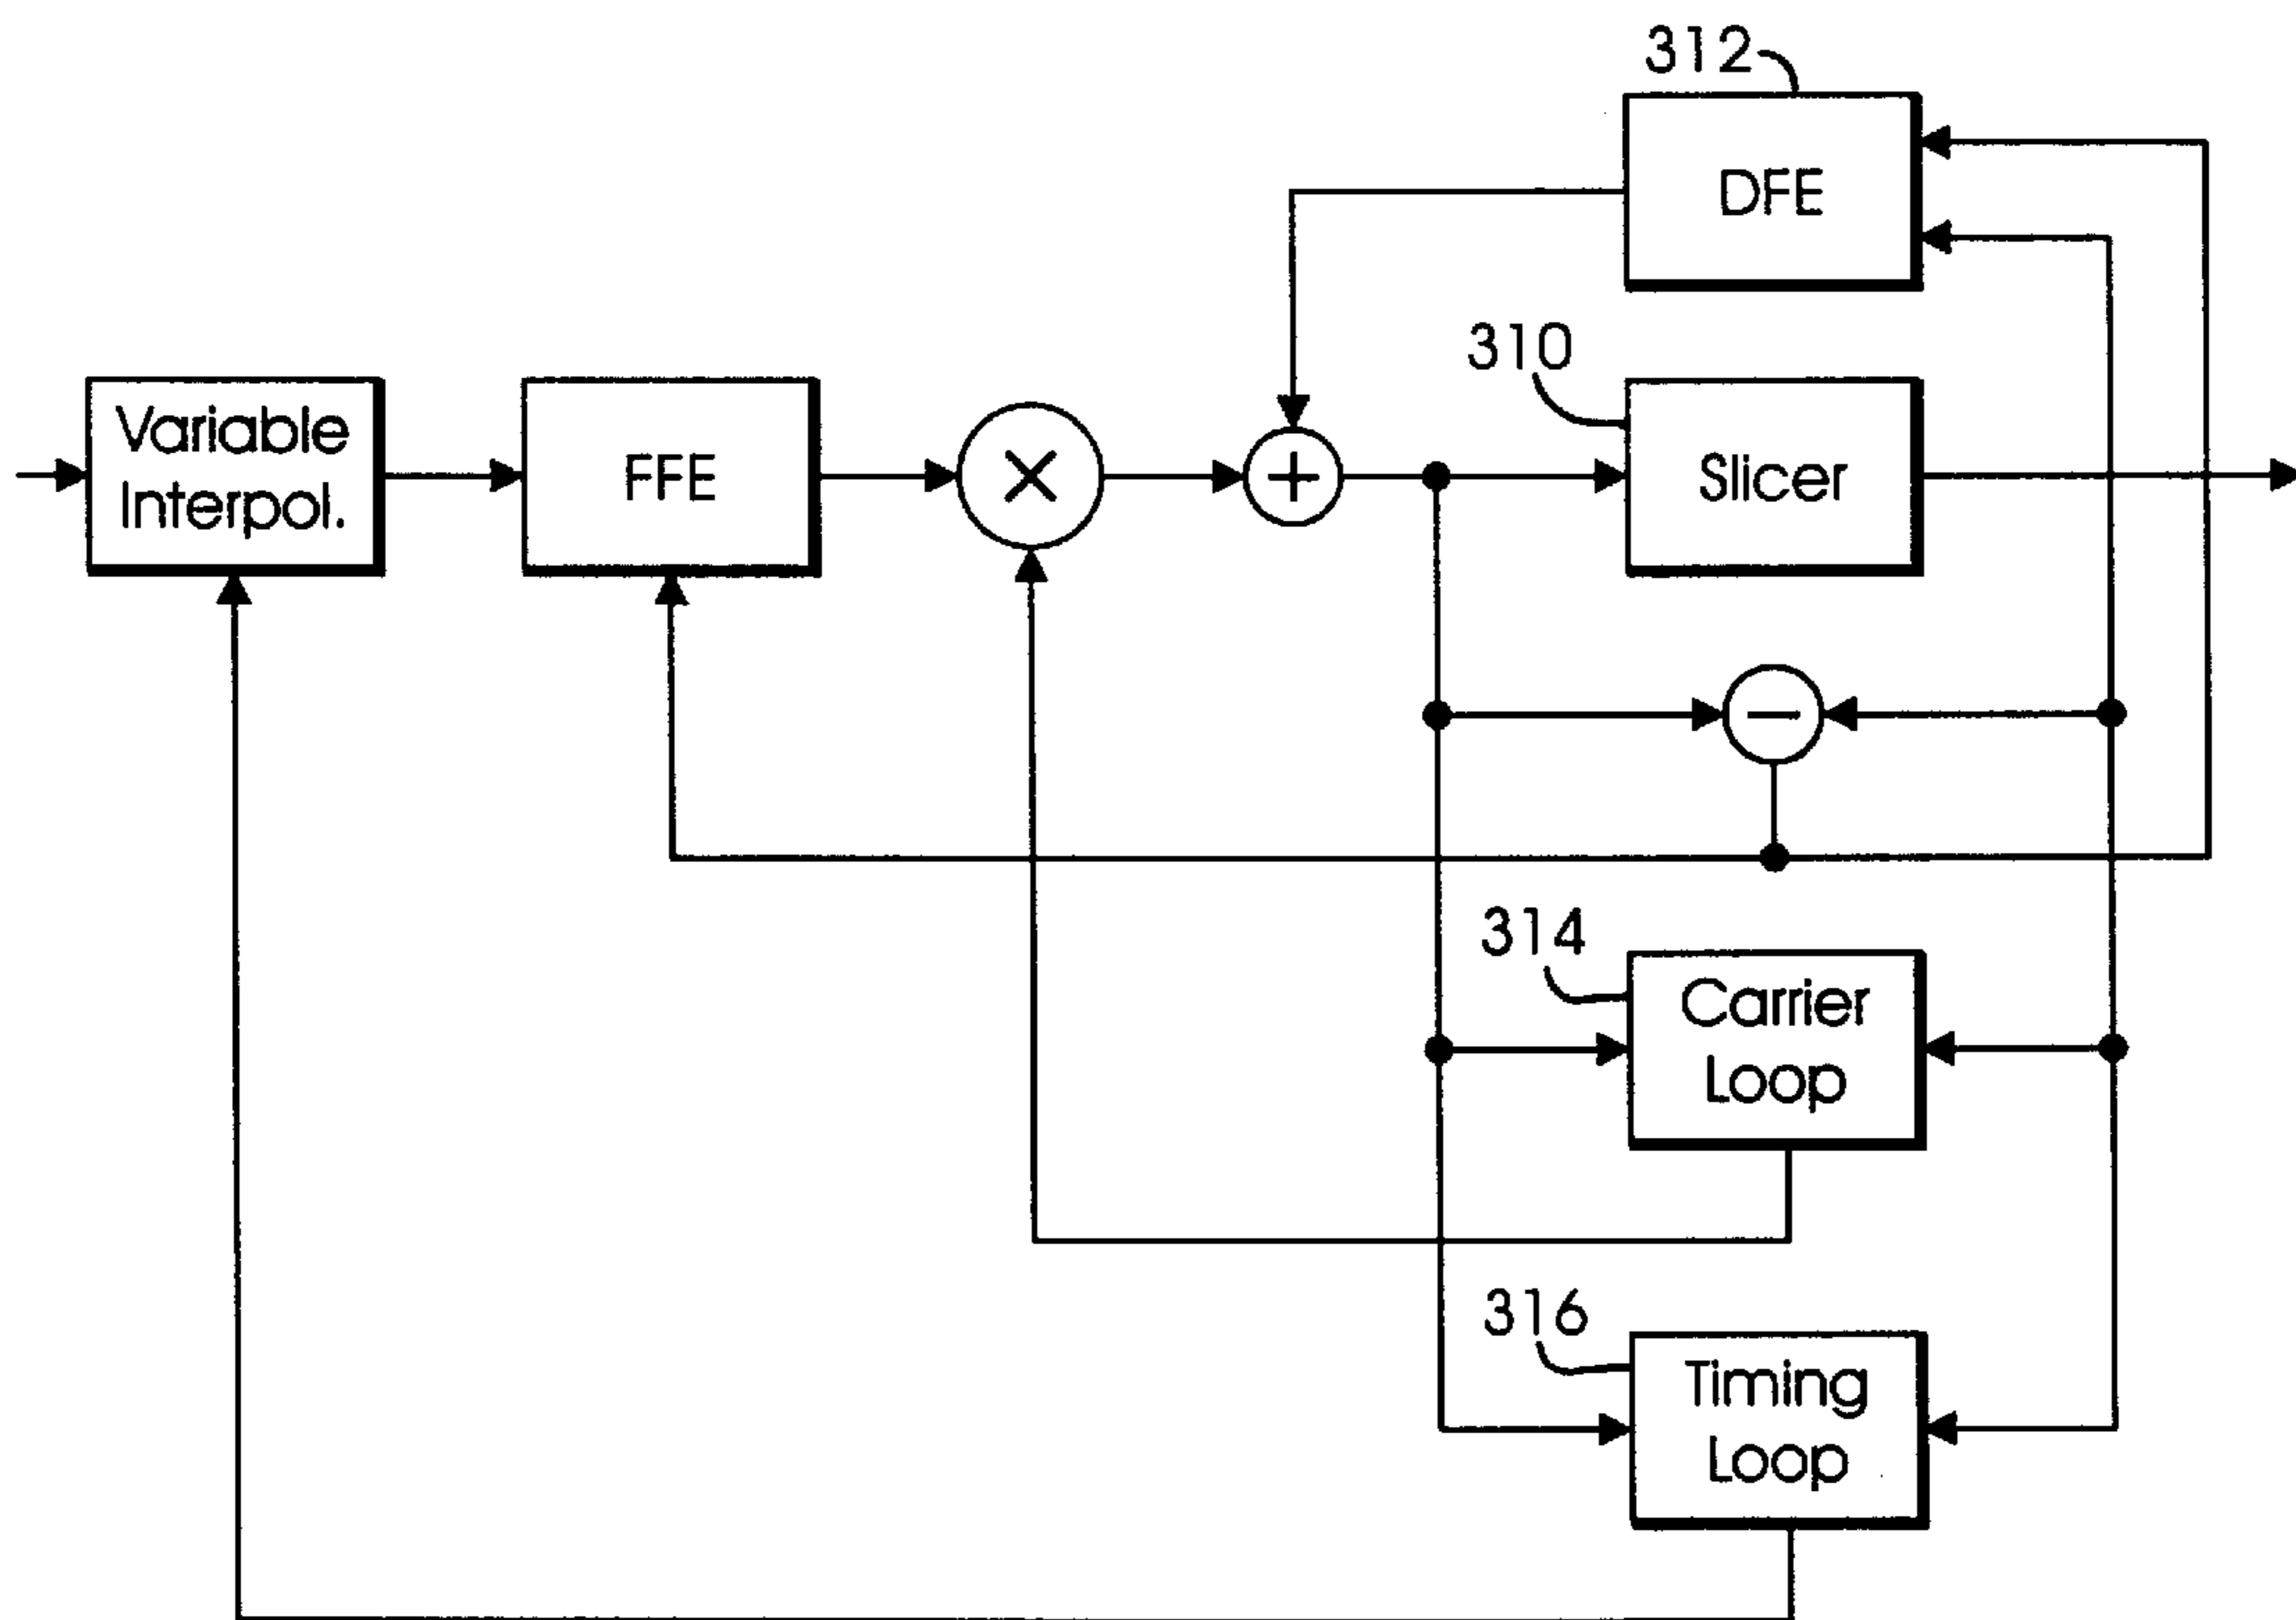 312
DFE
310
Variable
Interpol.
FFE
×
+
Slicer
−
314
Carrier
Loop
316
Timing
Loop